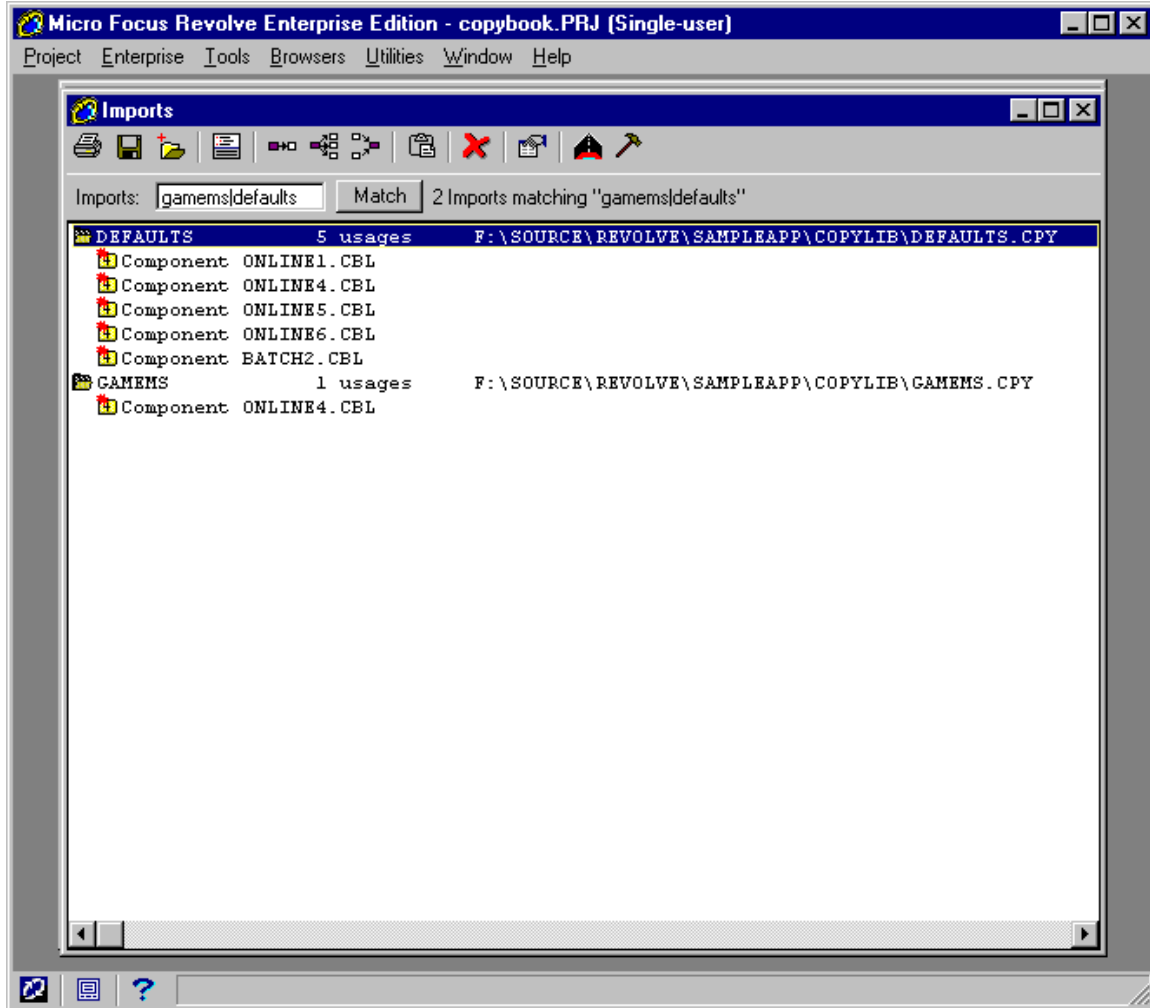 Micro Focus Revolve Enterprise Edition - copybook.PRJ (Single-user)
Project Enterprise Tools Browsers Utilities Window Help
Imports
Imports: gamems|defaults Match 2 Imports matching "gamems|defaults"
DEFAULTS 5 usages F:\SOURCE\REVOLVE\SAMPLEAPP\COPYLIB\DEFAULTS.CPY
Component ONLINE1.CBL
Component ONLINE4.CBL
Component ONLINE5.CBL
Component ONLINE6.CBL
Component BATCH2.CBL
GAMEMS 1 usages F:\SOURCE\REVOLVE\SAMPLEAPP\COPYLIB\GAMEMS.CPY
Component ONLINE4.CBL